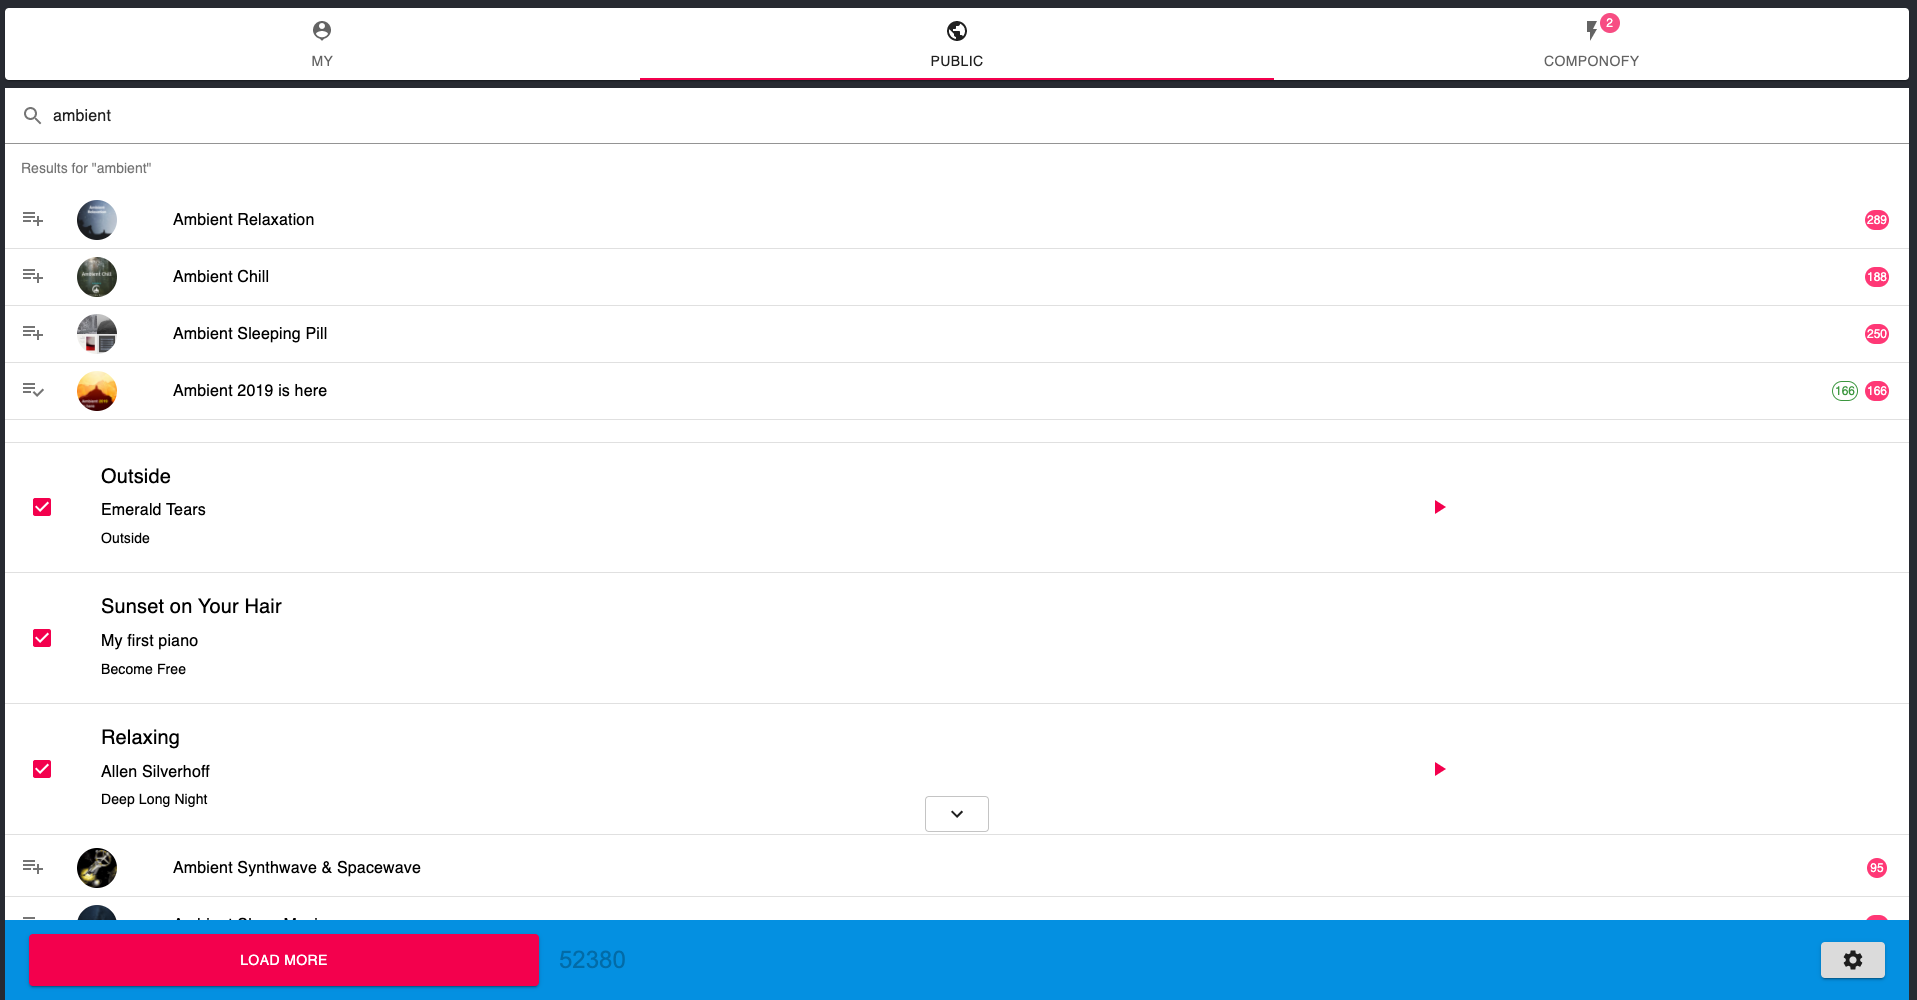 2
MY
PUBLIC
COMPONOFY
ambient
Results for "ambient"
Ambient Relaxation
289
Ambient Chill
188
Ambient Sleeping Pill
250
Ambient 2019 is here
166 166
Outside
Emerald Tears
Outside
Sunset on Your Hair
My first piano
Become Free
Relaxing
Allen Silverhoff
Deep Long Night
Ambient Synthwave & Spacewave
95
LOAD MORE
52380